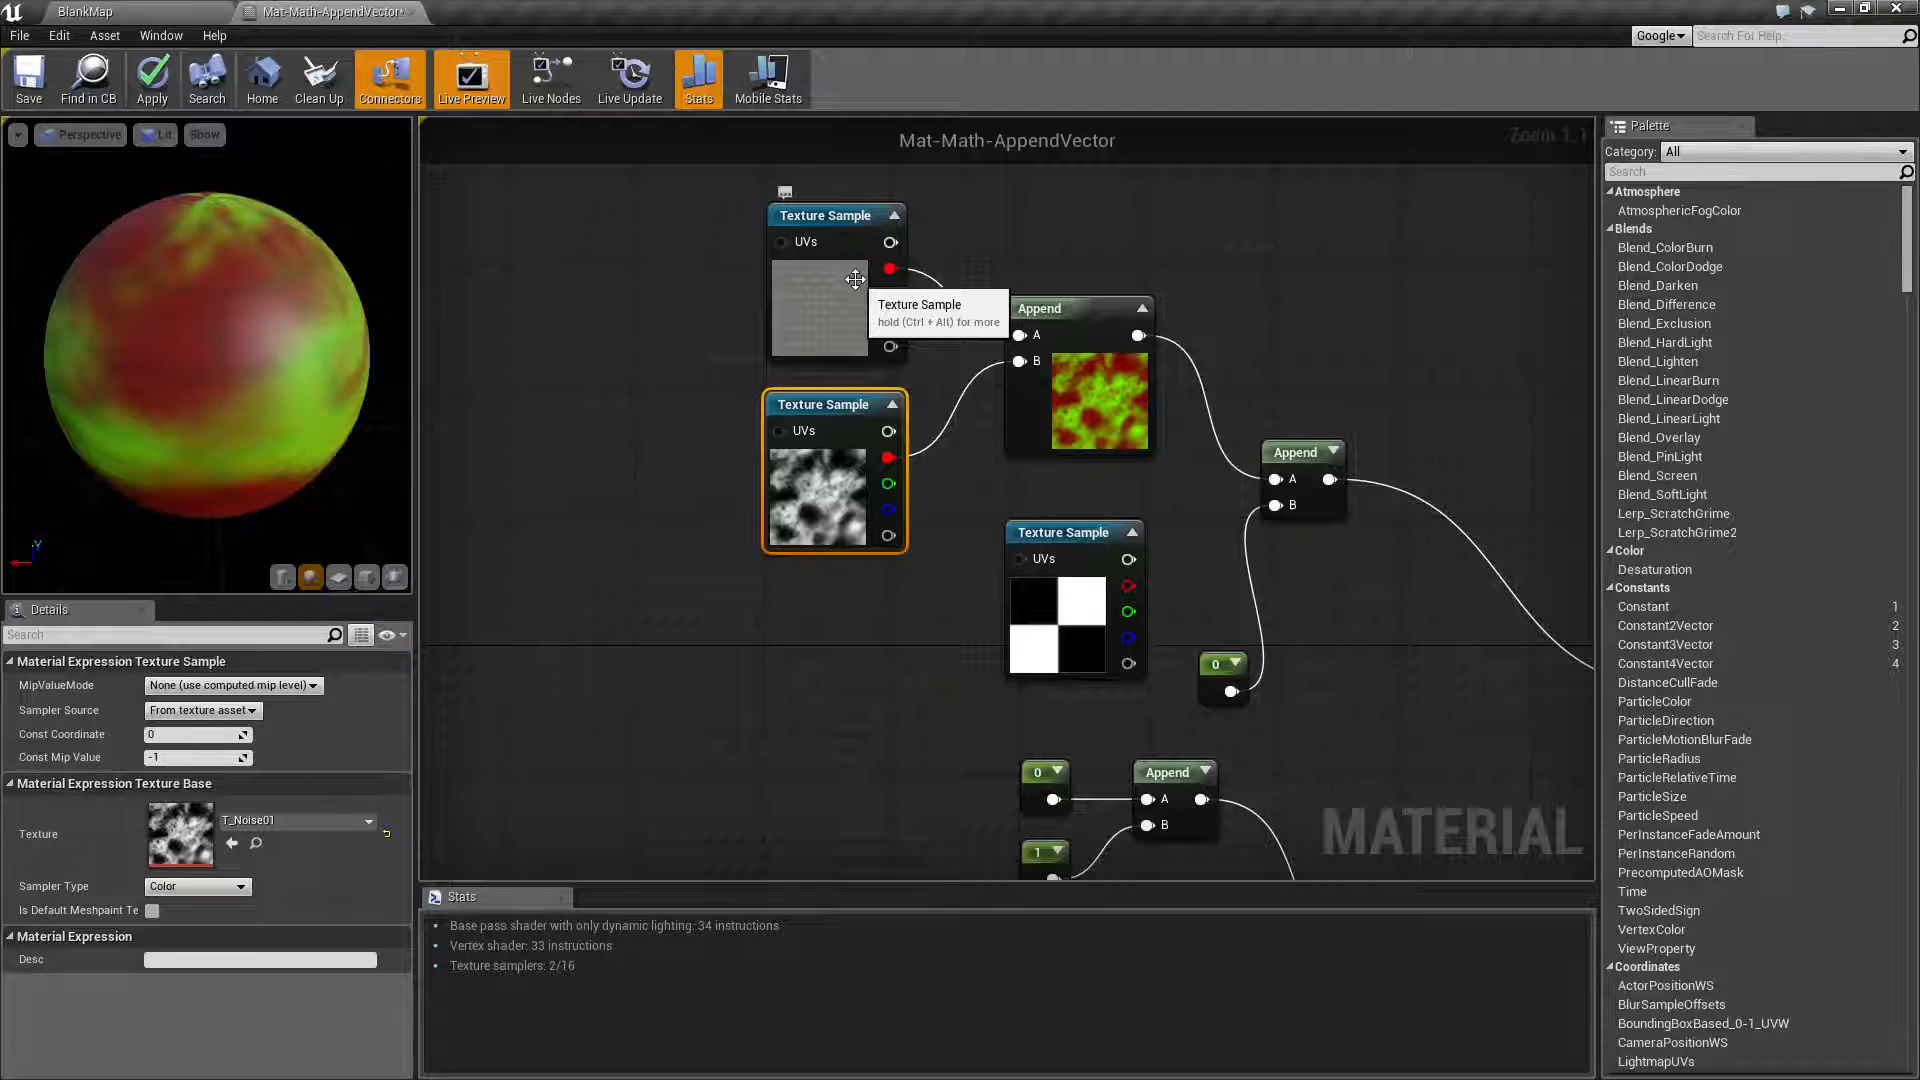 BlankMap
Mat-Math-AppendVector*
File
Edit
Asset
Window
Help
Google
Search For Help
Save
Find in CB
Apply
Search
Home
Clean Up
Connectors
Live Preview
Live Nodes
Live Update
Stats
Mobile Stats
Perspective
Lit
Show
Y
Mat-Math-AppendVector
Zoom 1:1
Texture Sample
UVs
Texture Sample
hold (Ctrl + Alt) for more
Append
A
B
Texture Sample
UVs
Append
A
B
Texture Sample
UVs
0
0
Append
A
B
1
MATERIAL
Details
Search
Material Expression Texture Sample
MipValueMode
None (use computed mip level)
Sampler Source
From texture asset
Const Coordinate
0
Const Mip Value
-1
Material Expression Texture Base
Texture
T_Noise01
Sampler Type
Color
Is Default Meshpaint Te
Material Expression
Desc
Stats
Base pass shader with only dynamic lighting: 34 instructions
Vertex shader: 33 instructions
Texture samplers: 2/16
Palette
Category:
All
Search
Atmosphere
AtmosphericFogColor
Blends
Blend_ColorBurn
Blend_ColorDodge
Blend_Darken
Blend_Difference
Blend_Exclusion
Blend_HardLight
Blend_Lighten
Blend_LinearBurn
Blend_LinearDodge
Blend_LinearLight
Blend_Overlay
Blend_PinLight
Blend_Screen
Blend_SoftLight
Lerp_ScratchGrime
Lerp_ScratchGrime2
Color
Desaturation
Constants
Constant 1
Constant2Vector 2
Constant3Vector 3
Constant4Vector 4
DistanceCullFade
ParticleColor
ParticleDirection
ParticleMotionBlurFade
ParticleRadius
ParticleRelativeTime
ParticleSize
ParticleSpeed
PerInstanceFadeAmount
PerInstanceRandom
PrecomputedAOMask
Time
TwoSidedSign
VertexColor
ViewProperty
Coordinates
ActorPositionWS
BlurSampleOffsets
BoundingBoxBased_0-1_UVW
CameraPositionWS
LightmapUVs